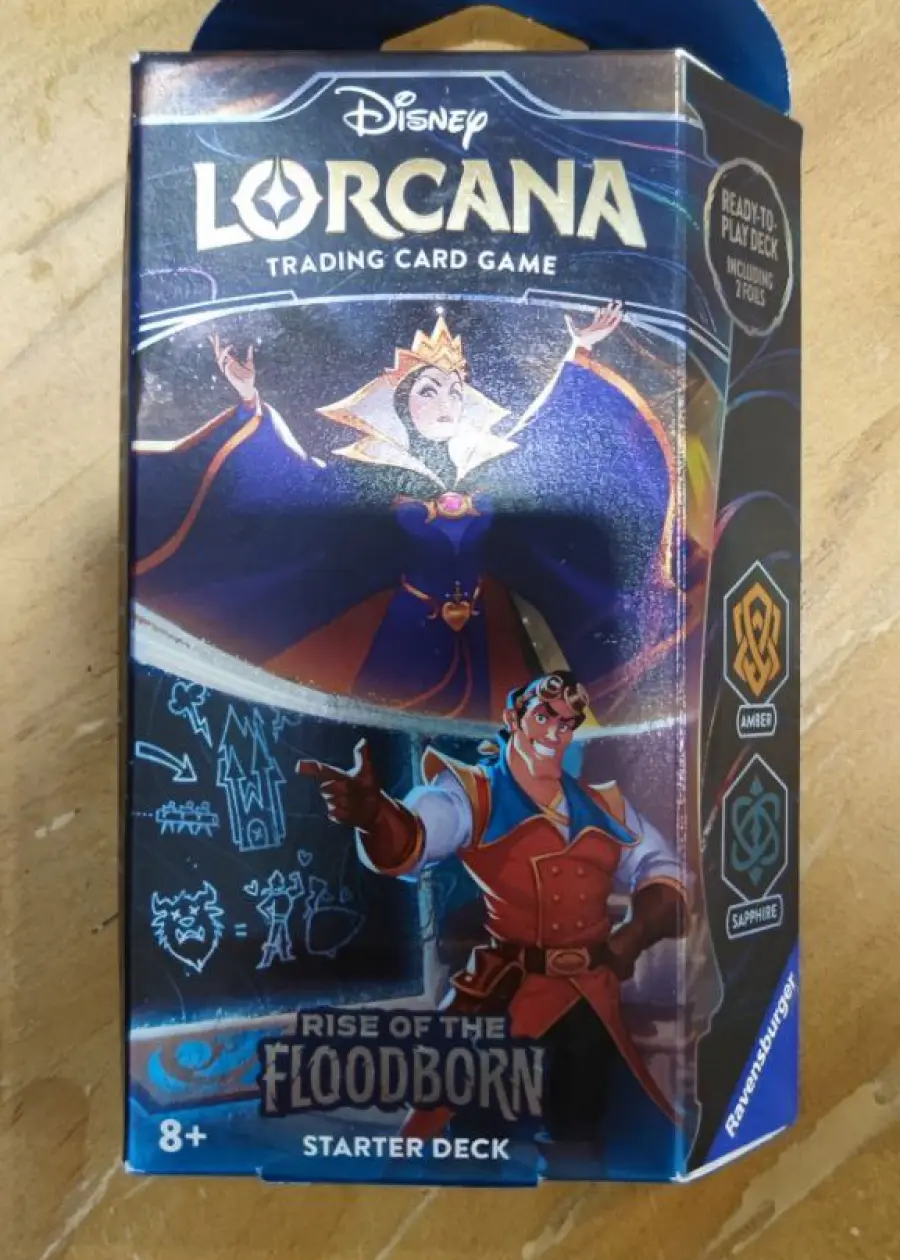 Disney
LORCANA
TRADING CARD GAME
READY-TO-
PLAY DECK
INCLUDING
2 FOILS
AMBER
SAPPHIRE
=
RISE OF THE
FLOODBORN
8+
STARTER DECK
Ravensburger